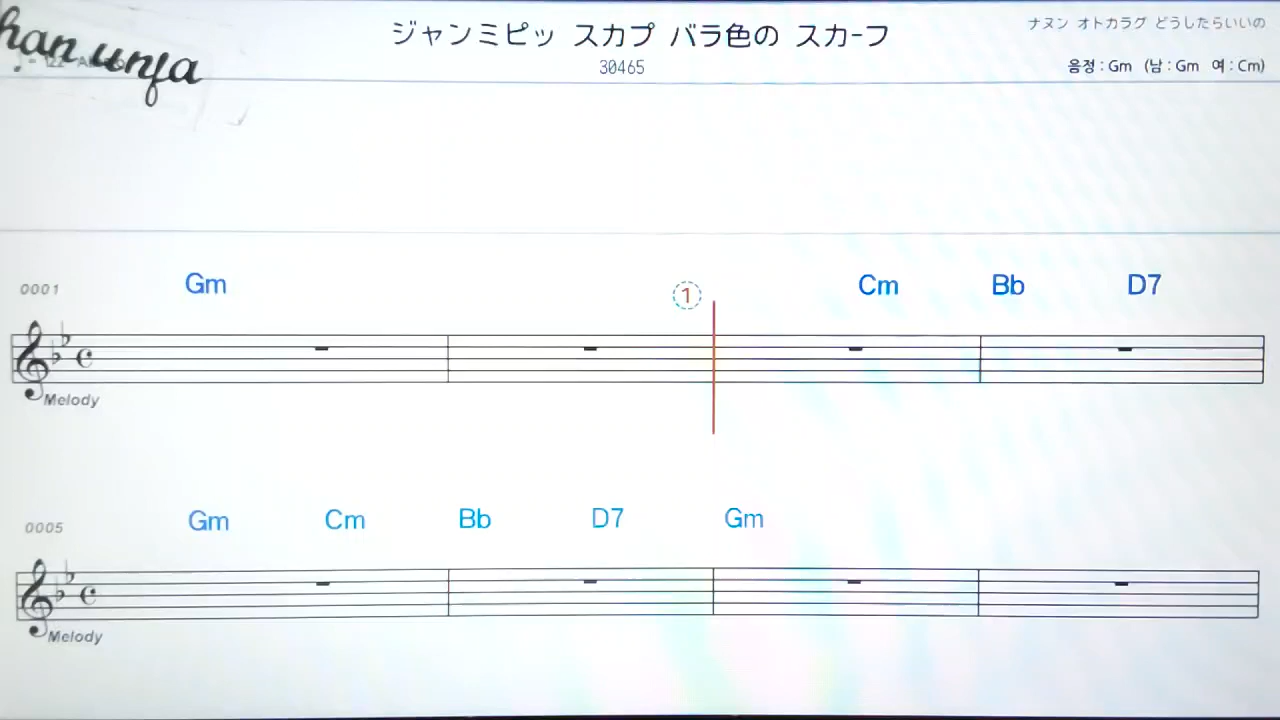 han unfa
ジャンミピッ スカプ バラ色の スカーフ
30465
ナヌン オトカラグ どうしたらいいの
음정 : Gm (남 : Gm 여 : Cm)
0001 Gm ① Cm Bb D7
Melody
0005 Gm Cm Bb D7 Gm
Melody